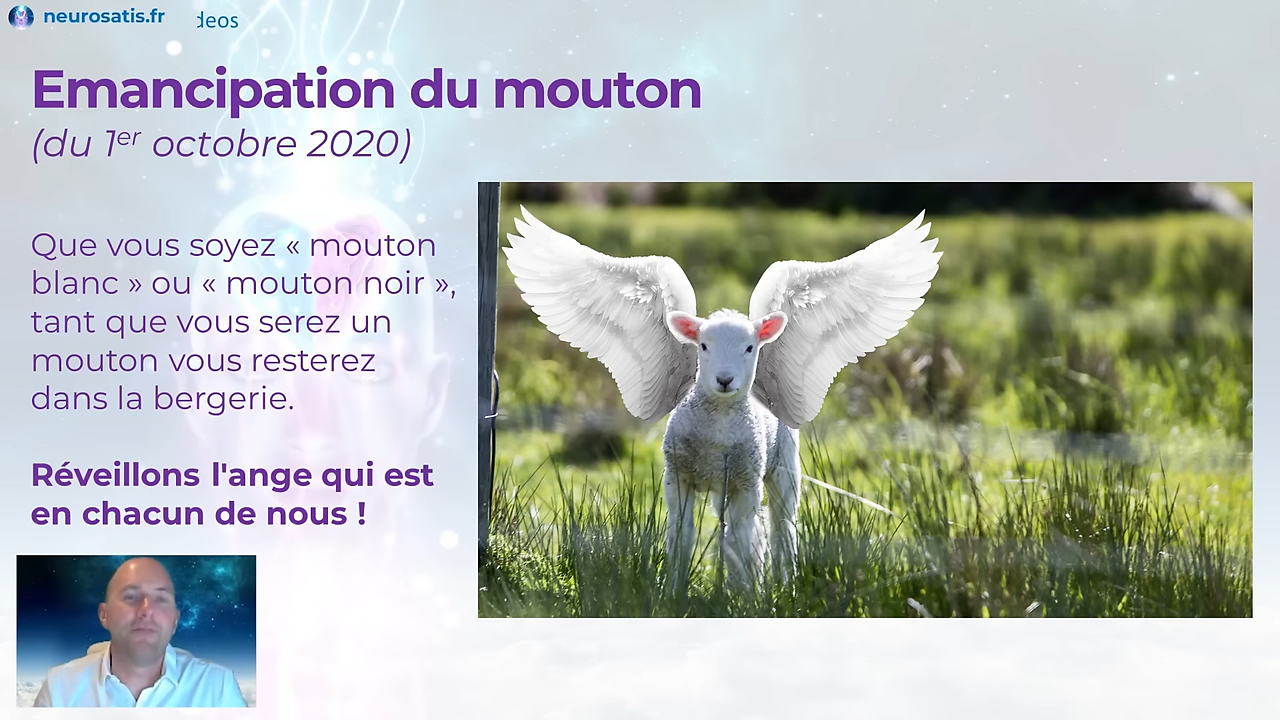 neurosatis.fr
deos
Emancipation du mouton
(du 1er octobre 2020)
Que vous soyez « mouton
blanc » ou « mouton noir »,
tant que vous serez un
mouton vous resterez
dans la bergerie.
Réveillons l'ange qui est
en chacun de nous !